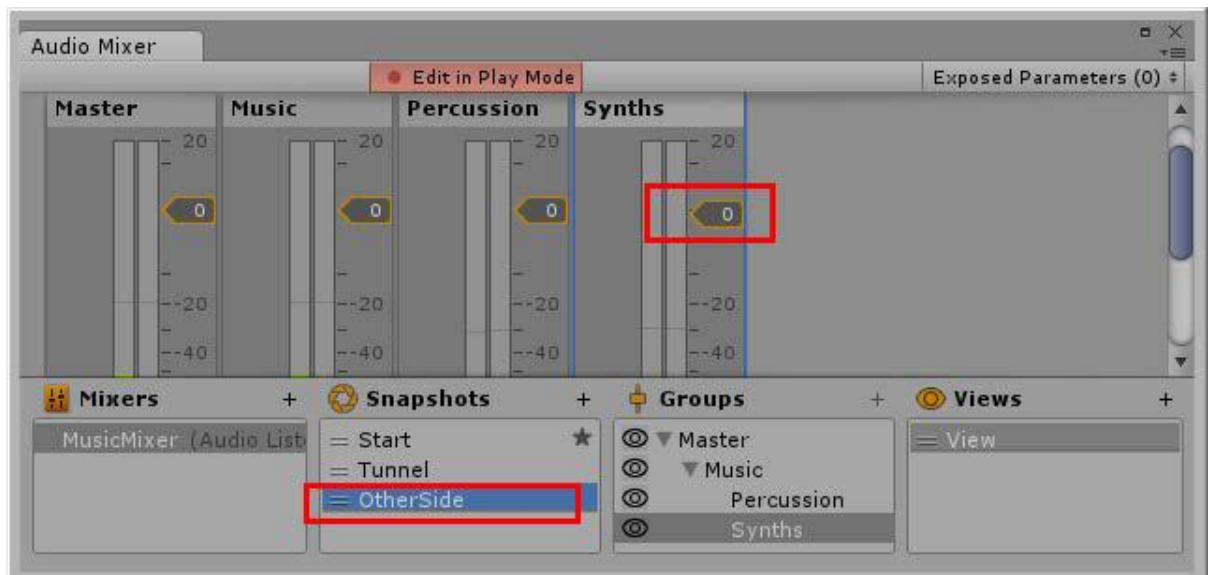 Audio Mixer
Edit in Play Mode
Exposed Parameters (0)
Master Music Percussion Synths
20 20 20 20
0 0 0 0
-20 -20 -20 -20
-40 -40 -40 -40
Mixers + Snapshots + Groups + Views +
MusicMixer (Audio List
Start
Tunnel
OtherSide
Master
Music
Percussion
Synths
View